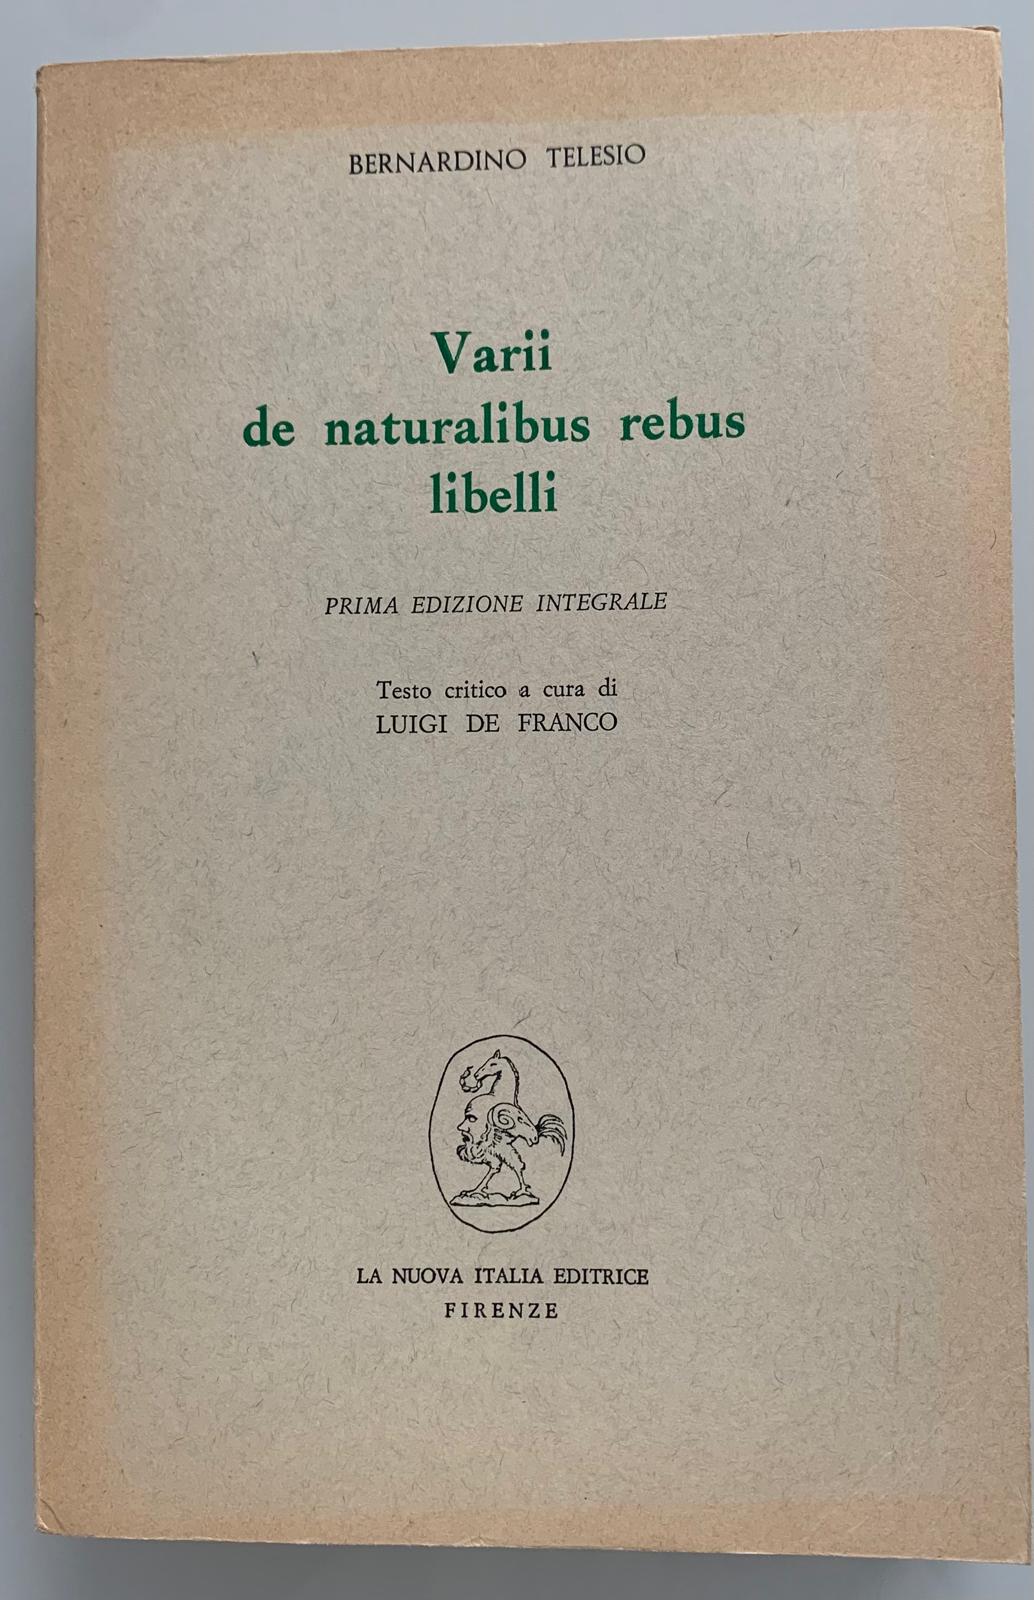 BERNARDINO TELESIO
Varii
de naturalibus rebus
libelli
PRIMA EDIZIONE INTEGRALE
Testo critico a cura di
LUIGI DE FRANCO
LA NUOVA ITALIA EDITRICE
FIRENZE